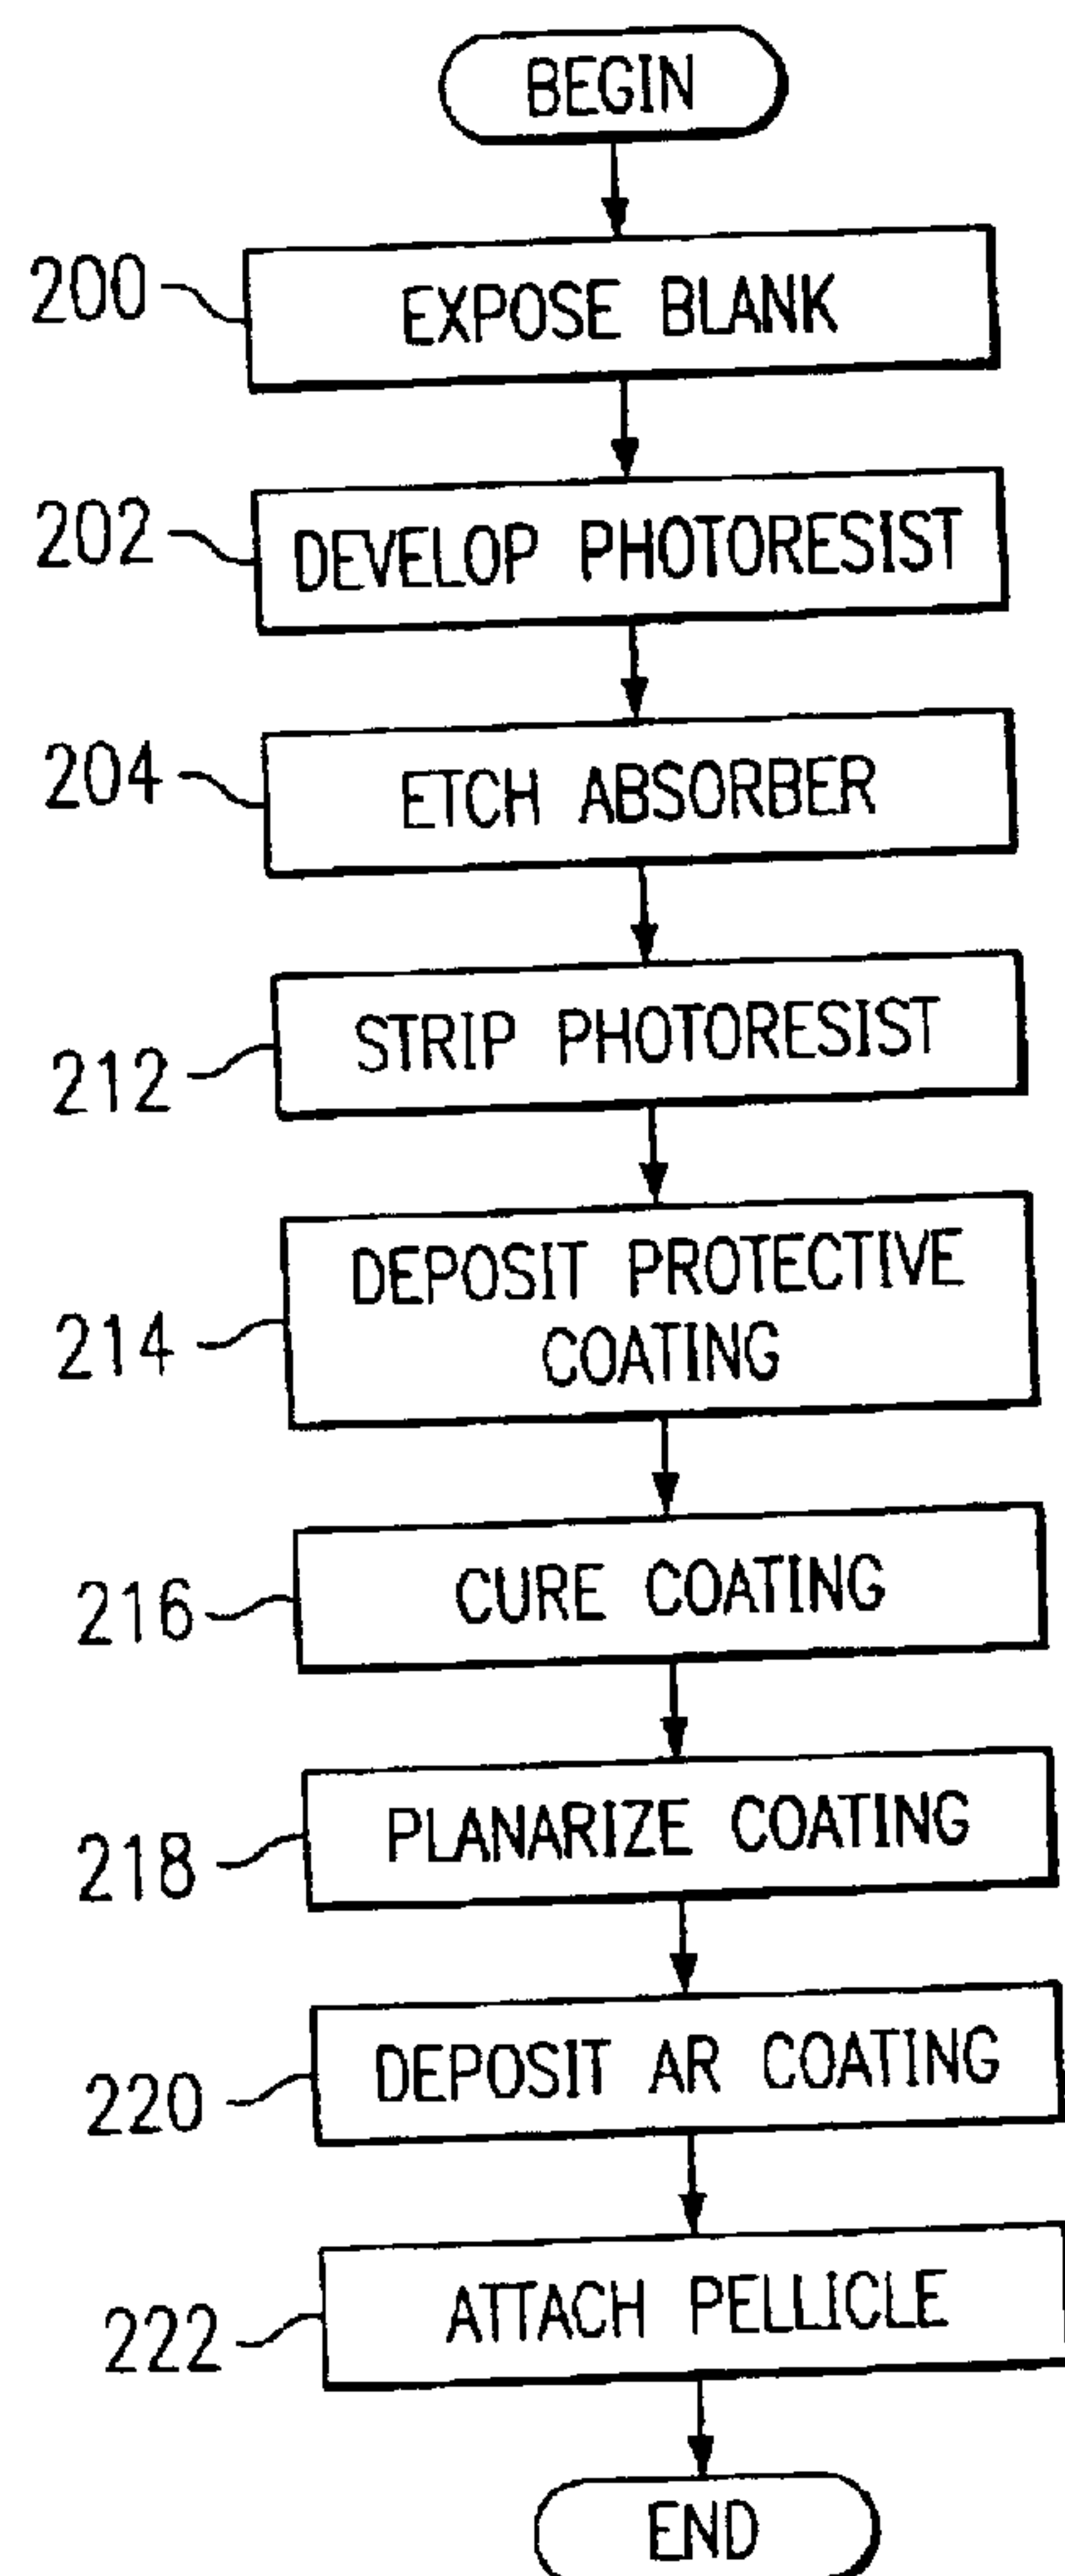 BEGIN
200
EXPOSE BLANK
202
DEVELOP PHOTORESIST
204
ETCH ABSORBER
212
STRIP PHOTORESIST
214
DEPOSIT PROTECTIVE
COATING
216
CURE COATING
218
PLANARIZE COATING
220
DEPOSIT AR COATING
222
ATTACH PELLICLE
END